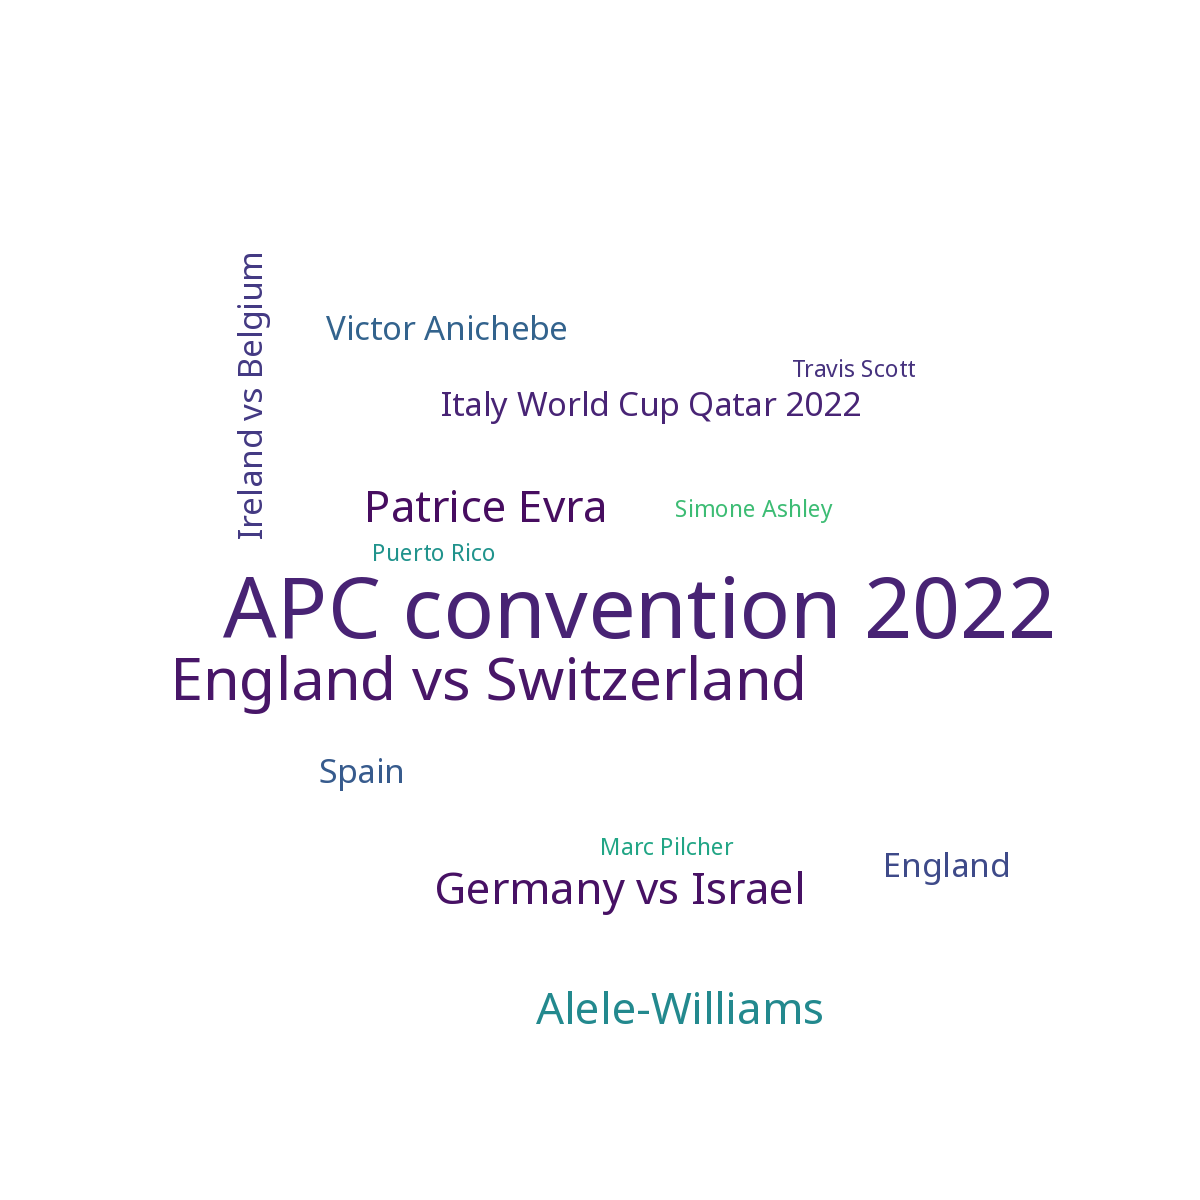 Ireland vs Belgium
Victor Anichebe
Travis Scott
Italy World Cup Qatar 2022
Patrice Evra
Simone Ashley
Puerto Rico
APC convention 2022
England vs Switzerland
Spain
Marc Pilcher
England
Germany vs Israel
Alele-Williams